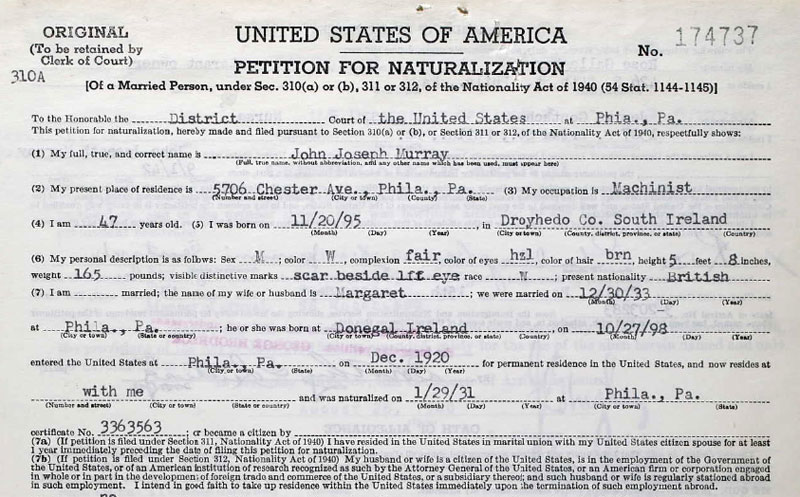 ORIGINAL
(To be retained by
Clerk of Court)
310A
UNITED STATES OF AMERICA
No. 174737
PETITION FOR NATURALIZATION
[Of a Married Person, under Sec. 310(a) or (b), 311 or 312, of the Nationality Act of 1940 (54 Stat. 1144-1145)]
To the Honorable the District Court of the United States at Phia., Pa.
This petition for naturalization, hereby made and filed pursuant to Section 310(a) or (b), or Section 311 or 312, of the Nationality Act of 1940, respectfully shows:
(1) My full, true, and correct name is John Joseph Murray
(Full, true name, without abbreviation, and any other name which has been used, must appear here)
(2) My present place of residence is 5706 Chester Ave., Phila., Pa. (3) My occupation is Machinist
(Number and street) (City or town) (County) (State)
(4) I am 47 years old. (5) I was born on 11/20/95 in Droyhedo Co. South Ireland
(Month) (Day) (Year) (City or town) (County, district, province, or state) (Country)
(6) My personal description is as follows: Sex M; color W, complexion fair, color of eyes hzl color of hair brn, height 5 feet 8 inches,
weight 165 pounds; visible distinctive marks scar beside lft eye race W; present nationality British
(7) I am married; the name of my wife or husband is Margaret; we were married on 12/30/33
(Month) (Day) (Year)
at Phila., Pa.; he or she was born at Donegal Ireland, on 10/27/98
(City or town) (State or country) (City or town) (County, district, province, or state) (Country) (Month) (Day) (Year)
entered the United States at Phila., Pa. on Dec. 1920 for permanent residence in the United States, and now resides at
(City or town) (State) (Month) (Day) (Year)
with me and was naturalized on 1/29/31 at Phila., Pa.
(Number and street) (City or town) (State or country) (Month) (Day) (Year) (City or town) (State)
certificate No. 3363563; or became a citizen by
(7a) (If petition is filed under Section 311, Nationality Act of 1940) I have resided in the United States in marital union with my United States citizen spouse for at least
1 year immediately preceding the date of filing this petition for naturalization.
(7b) (If petition is filed under Section 312, Nationality Act of 1940) My husband or wife is a citizen of the United States, is in the employment of the Government of
the United States, or of an American institution of research recognized as such by the Attorney General of the United States, or an American firm or corporation engaged
in whole or in part in the development of foreign trade and commerce of the United States, or a subsidiary thereof; and such husband or wife is regularly stationed abroad
in such employment. I intend in good faith to take up residence within the United States immediately upon the termination of such employment abroad.